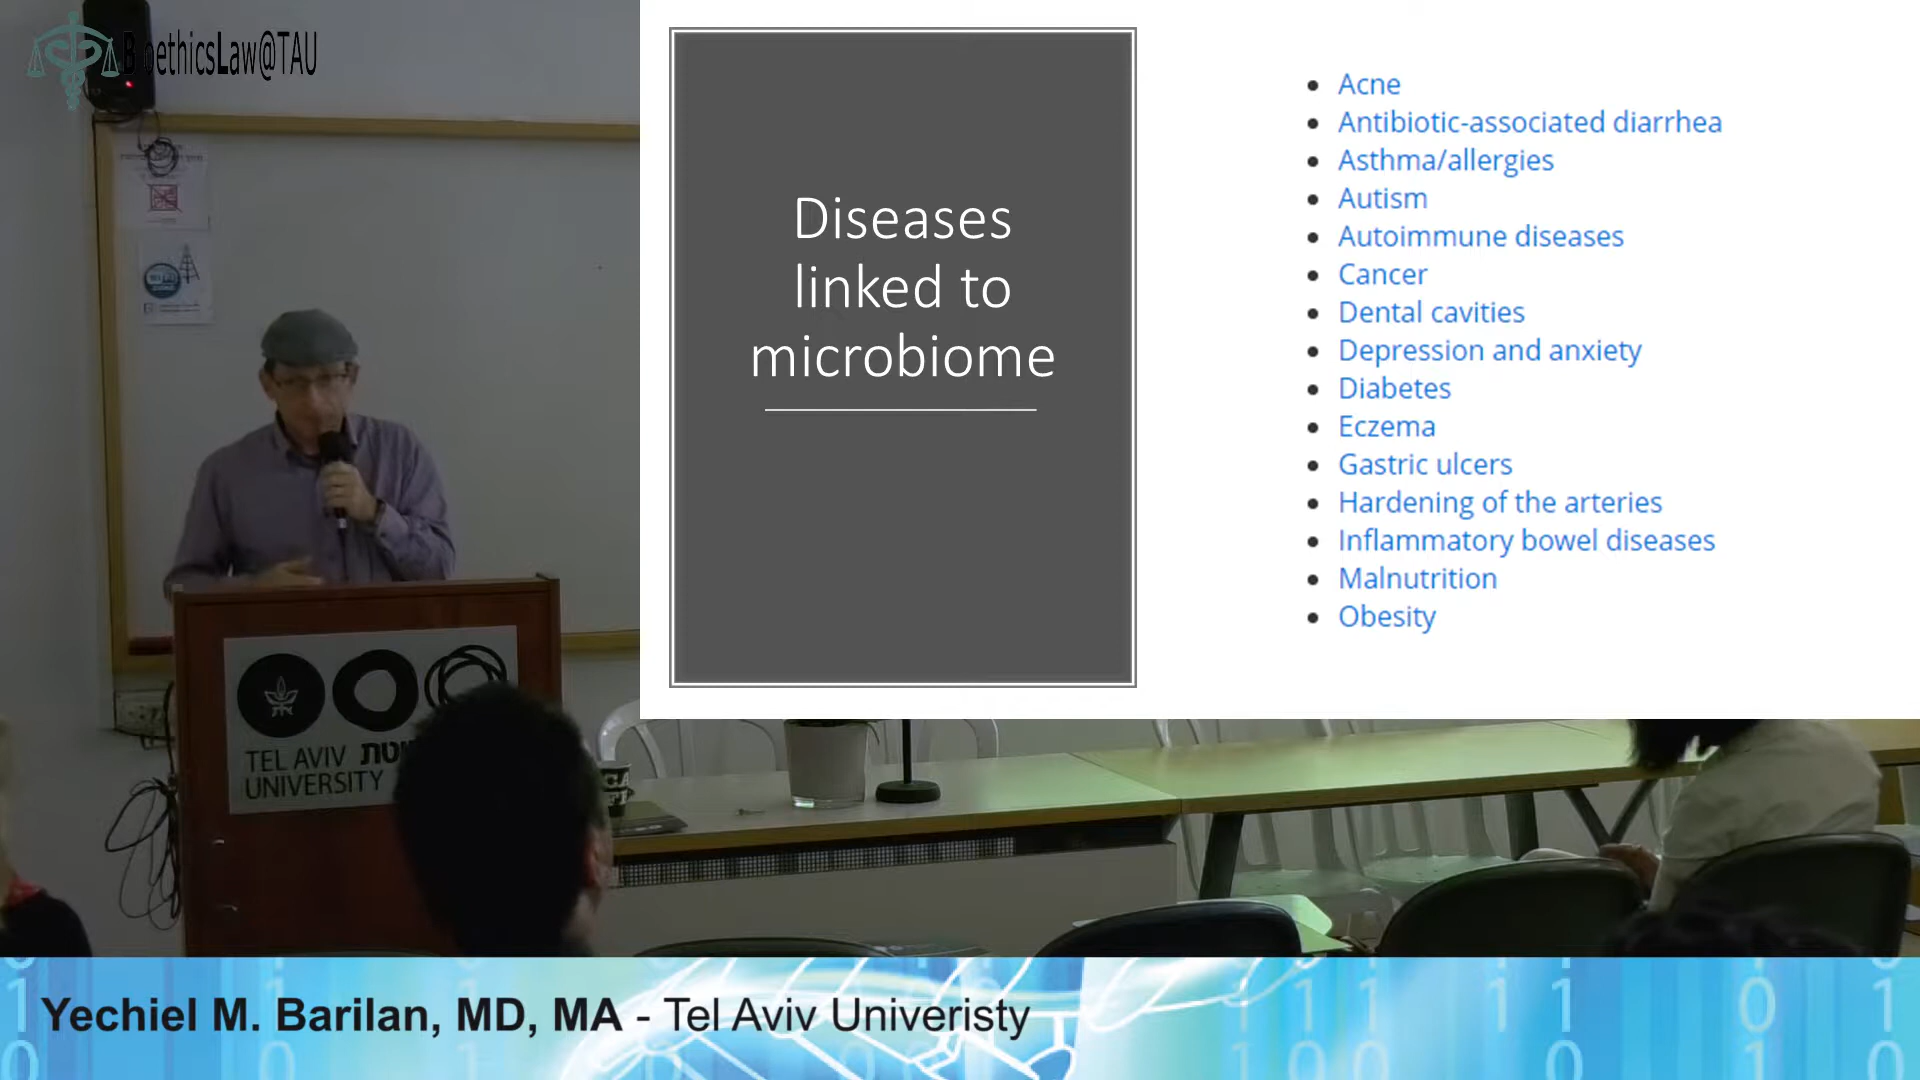 BioethicsLaw@TAU
Diseases
linked to
microbiome
Acne
Antibiotic-associated diarrhea
Asthma/allergies
Autism
Autoimmune diseases
Cancer
Dental cavities
Depression and anxiety
Diabetes
Eczema
Gastric ulcers
Hardening of the arteries
Inflammatory bowel diseases
Malnutrition
Obesity
TEL AVIV
UNIVERSITY
Yechiel M. Barilan, MD, MA - Tel Aviv Univeristy